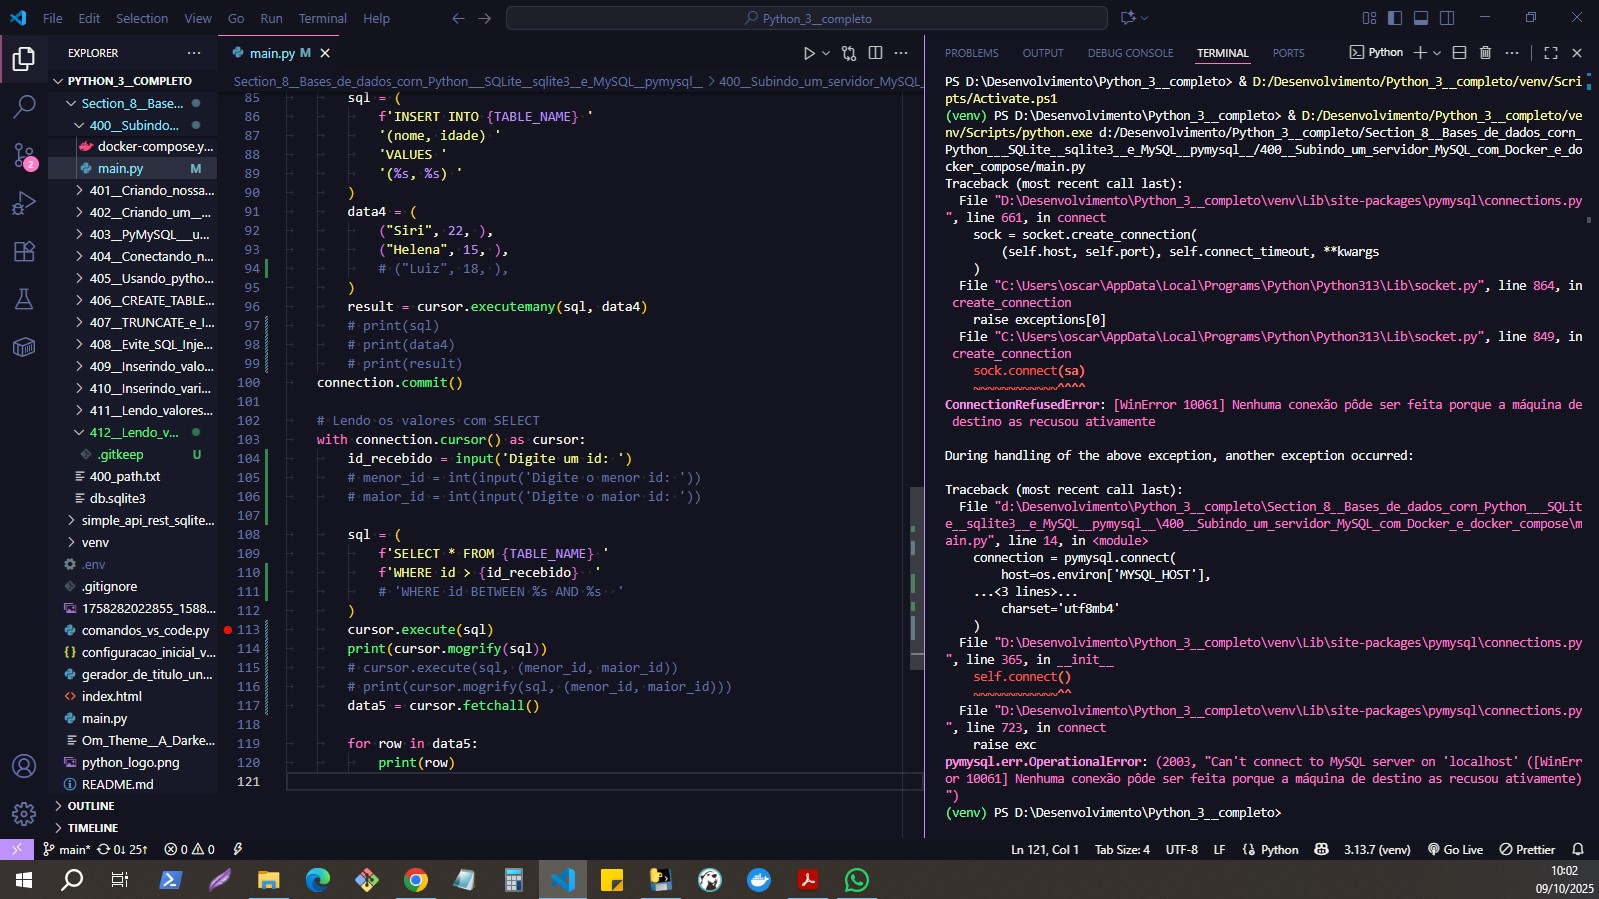 File Edit Selection View Go Run Terminal Help
Python_3__completo
EXPLORER
PYTHON_3__COMPLETO
Section_8__Base...
400__Subindo...
docker-compose.y...
main.py M
401__Criando_nossa...
402__Criando_um__...
403__PyMySQL___u...
404__Conectando_n...
405__Usando_pytho...
406__CREATE_TABLE...
407__TRUNCATE_e_I...
408__Evite_SQL_Inje...
409__Inserindo_valo...
410__Inserindo_vari...
411__Lendo_valores...
412__Lendo_v...
.gitkeep U
400_path.txt
db.sqlite3
simple_api_rest_sqlite...
venv
.env
.gitignore
1758282022855_1588...
comandos_vs_code.py
configuracao_inicial_v...
gerador_de_titulo_un...
index.html
main.py
Om_Theme__A_Darke...
python_logo.png
README.md
OUTLINE
TIMELINE
2
main.py M
Section_8__Bases_de_dados_corn_Python___SQLite__sqlite3__e_MySQL__pymysql__ > 400__Subindo_um_servidor_MySQL_
85 sql = (
86 f'INSERT INTO {TABLE_NAME} '
87 '(nome, idade) '
88 'VALUES '
89 '(%s, %s) '
90 )
91 data4 = (
92 ("Siri", 22, ),
93 ("Helena", 15, ),
94 # ("Luiz", 18, ),
95 )
96 result = cursor.executemany(sql, data4)
97 # print(sql)
98 # print(data4)
99 # print(result)
100 connection.commit()
101
102 # Lendo os valores com SELECT
103 with connection.cursor() as cursor:
104 id_recebido = input('Digite um id: ')
105 # menor_id = int(input('Digite o menor id: '))
106 # maior_id = int(input('Digite o maior id: '))
107
108 sql = (
109 f'SELECT * FROM {TABLE_NAME} '
110 f'WHERE id > {id_recebido}  '
111 # 'WHERE id BETWEEN %s AND %s  '
112 )
113 cursor.execute(sql)
114 print(cursor.mogrify(sql))
115 # cursor.execute(sql, (menor_id, maior_id))
116 # print(cursor.mogrify(sql, (menor_id, maior_id)))
117 data5 = cursor.fetchall()
118
119 for row in data5:
120 print(row)
121
PROBLEMS OUTPUT DEBUG CONSOLE TERMINAL PORTS Python
PS D:\Desenvolvimento\Python_3__completo> & D:/Desenvolvimento/Python_3__completo/venv/Scri
pts/Activate.ps1
(venv) PS D:\Desenvolvimento\Python_3__completo> & D:/Desenvolvimento/Python_3__completo/ve
nv/Scripts/python.exe d:/Desenvolvimento/Python_3__completo/Section_8__Bases_de_dados_corn_
Python___SQLite__sqlite3__e_MySQL__pymysql__/400__Subindo_um_servidor_MySQL_com_Docker_e_do
cker_compose/main.py
Traceback (most recent call last):
File "D:\Desenvolvimento\Python_3__completo\venv\Lib\site-packages\pymysql\connections.py
", line 661, in connect
sock = socket.create_connection(
(self.host, self.port), self.connect_timeout, **kwargs
)
File "C:\Users\oscar\AppData\Local\Programs\Python\Python313\Lib\socket.py", line 864, in
create_connection
raise exceptions[0]
File "C:\Users\oscar\AppData\Local\Programs\Python\Python313\Lib\socket.py", line 849, in
create_connection
sock.connect(sa)
~~~~~~~~~~~~^^^^
ConnectionRefusedError: [WinError 10061] Nenhuma conexão pôde ser feita porque a máquina de
destino as recusou ativamente
During handling of the above exception, another exception occurred:
Traceback (most recent call last):
File "d:\Desenvolvimento\Python_3__completo\Section_8__Bases_de_dados_corn_Python___SQLit
e__sqlite3__e_MySQL__pymysql__\400__Subindo_um_servidor_MySQL_com_Docker_e_docker_compose\m
ain.py", line 14, in <module>
connection = pymysql.connect(
host=os.environ['MYSQL_HOST'],
...<3 lines>...
charset='utf8mb4'
)
File "D:\Desenvolvimento\Python_3__completo\venv\Lib\site-packages\pymysql\connections.py
", line 365, in __init__
self.connect()
~~~~~~~~~~~~^^
File "D:\Desenvolvimento\Python_3__completo\venv\Lib\site-packages\pymysql\connections.py
", line 723, in connect
raise exc
pymysql.err.OperationalError: (2003, "Can't connect to MySQL server on 'localhost' ([WinErr
or 10061] Nenhuma conexão pôde ser feita porque a máquina de destino as recusou ativamente)
")
(venv) PS D:\Desenvolvimento\Python_3__completo>
main* 0↓ 25↑ 0 0 Ln 121, Col 1 Tab Size: 4 UTF-8 LF Python 3.13.7 (venv) Go Live Prettier
10:02
09/10/2025